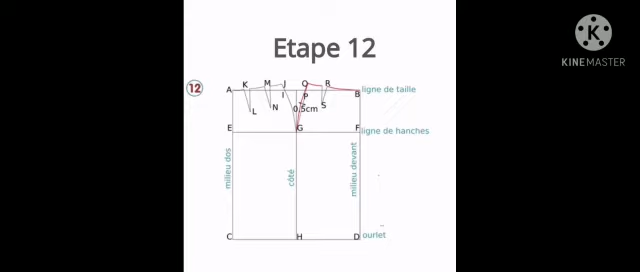 K
KINEMASTER
Etape 12
12
A
K
M
J
O
R
I
P
B
ligne de taille
L
N
0,5cm
S
E
G
F
ligne de hanches
milieu dos
côté
milieu devant
C
H
D
ourlet